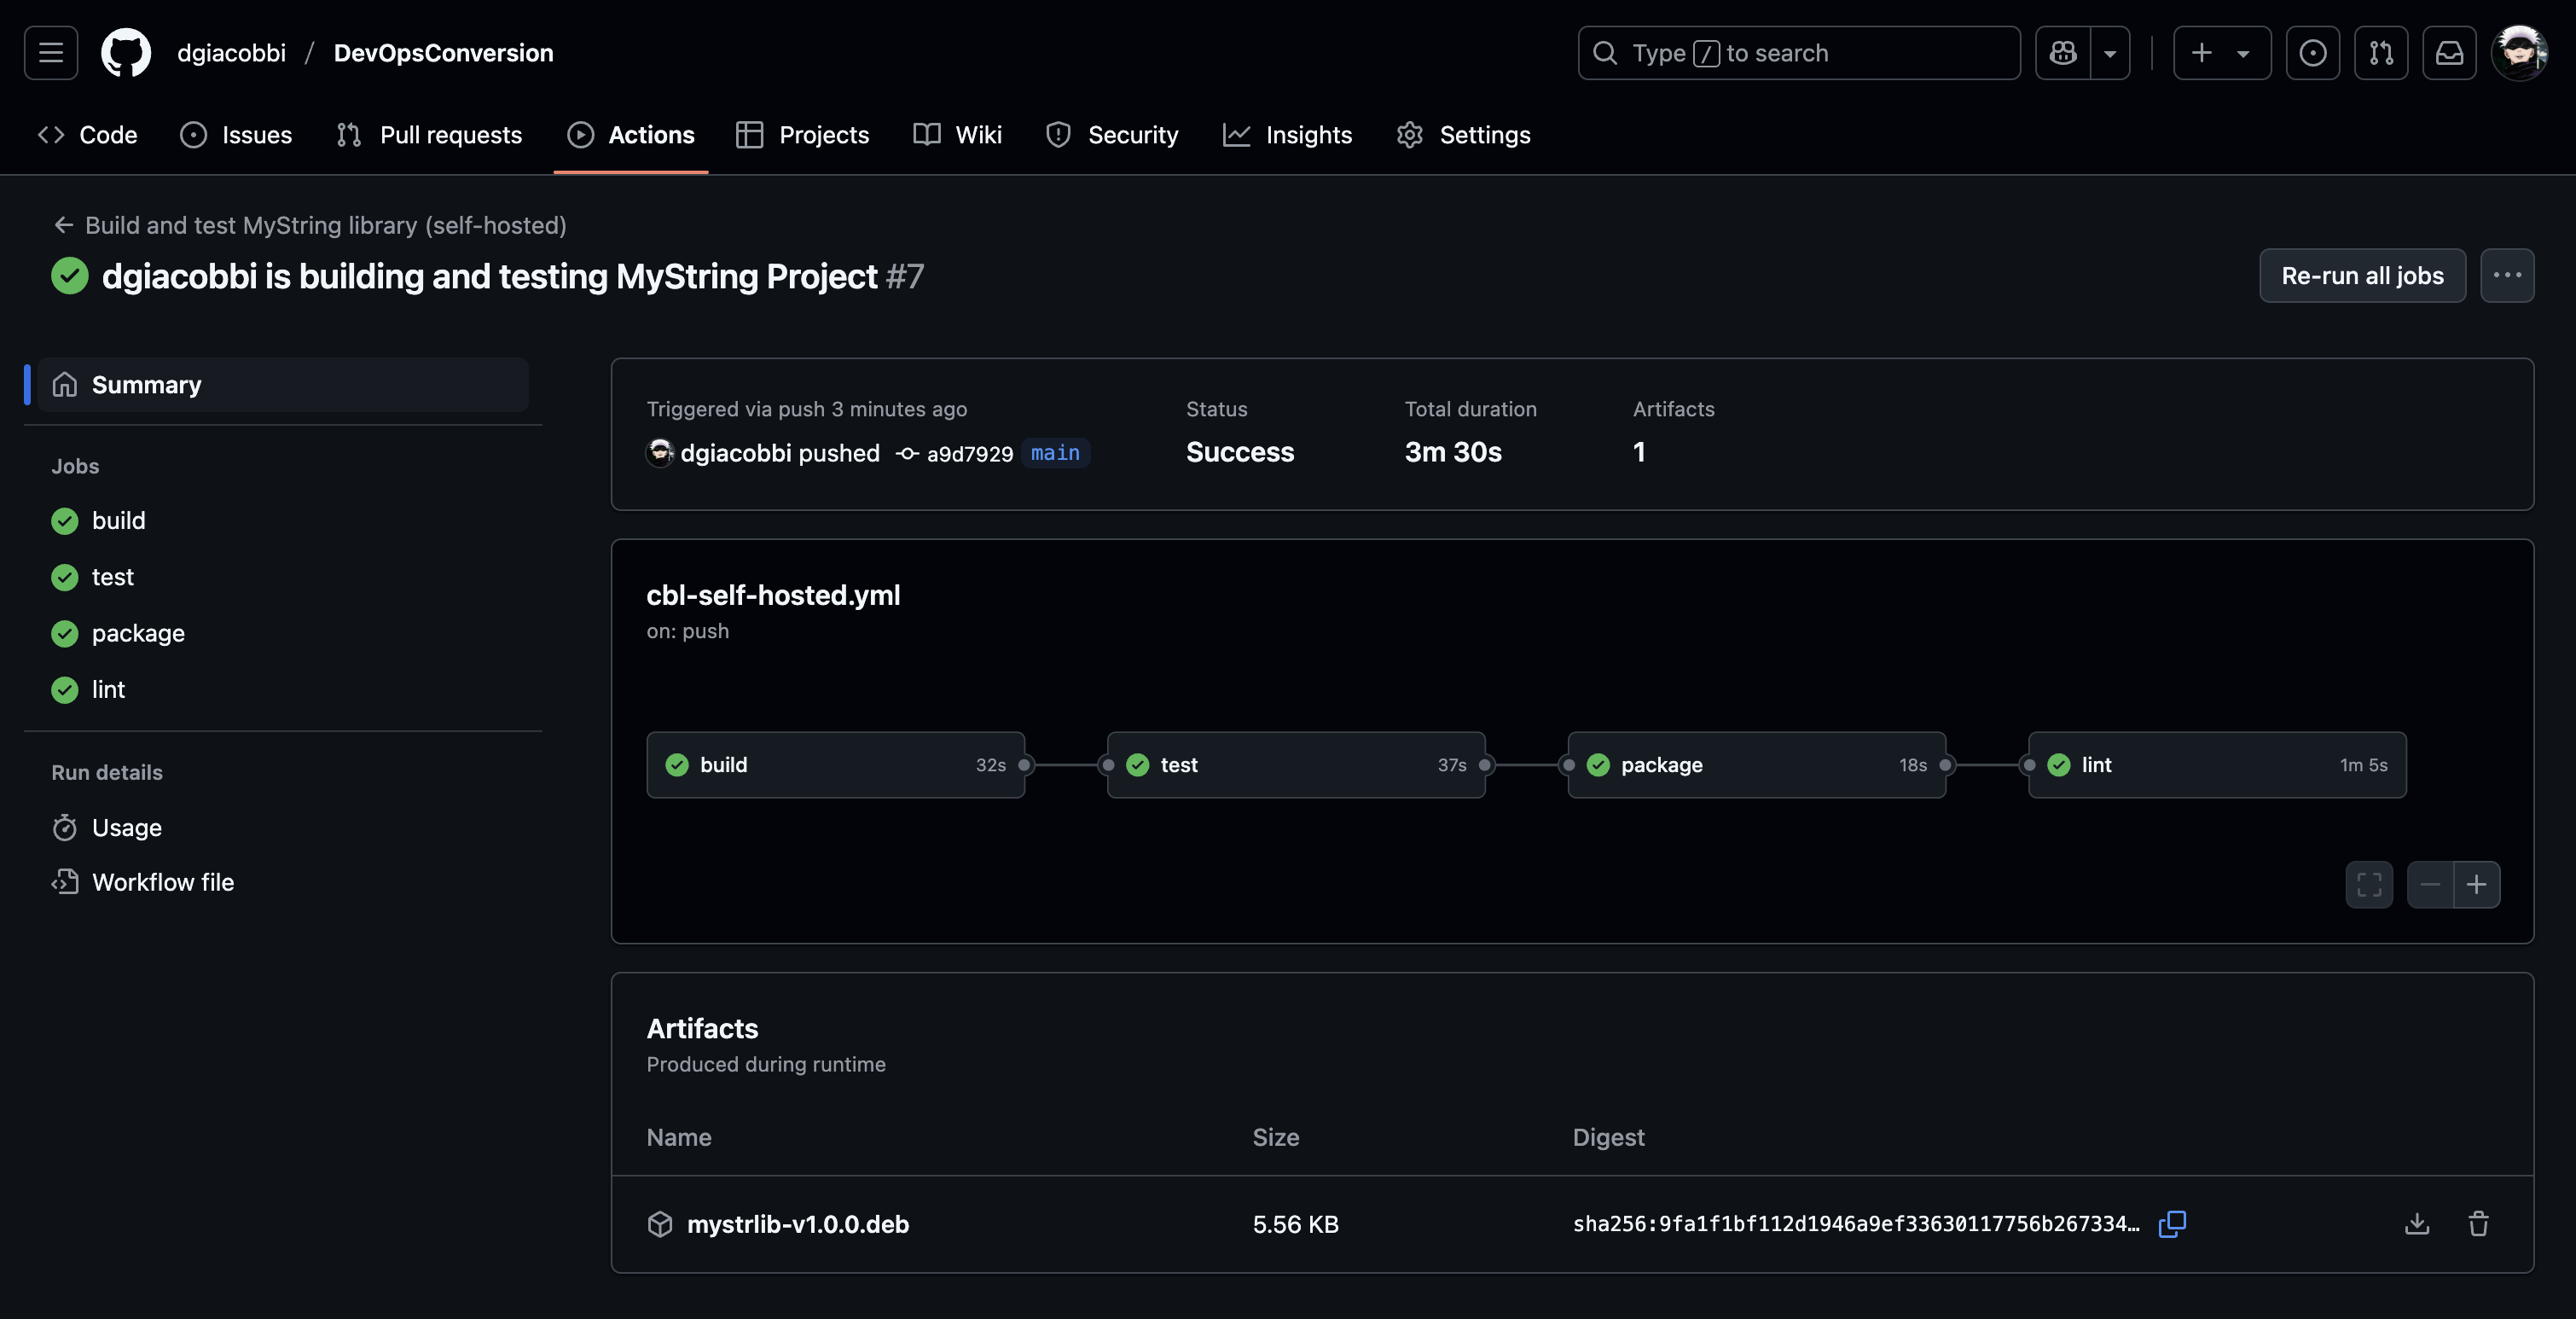 dgiacobbi / DevOpsConversion
Type / to search
Code Issues Pull requests Actions Projects Wiki Security Insights Settings
Build and test MyString library (self-hosted)
dgiacobbi is building and testing MyString Project #7
Re-run all jobs
Summary
Jobs
build
test
package
lint
Run details
Usage
Workflow file
Triggered via push 3 minutes ago
dgiacobbi pushed a9d7929 main
Status
Success
Total duration
3m 30s
Artifacts
1
cbl-self-hosted.yml
on: push
build 32s
test 37s
package 18s
lint 1m 5s
Artifacts
Produced during runtime
Name Size Digest
mystrlib-v1.0.0.deb 5.56 KB sha256:9fa1f1bf112d1946a9ef33630117756b267334…